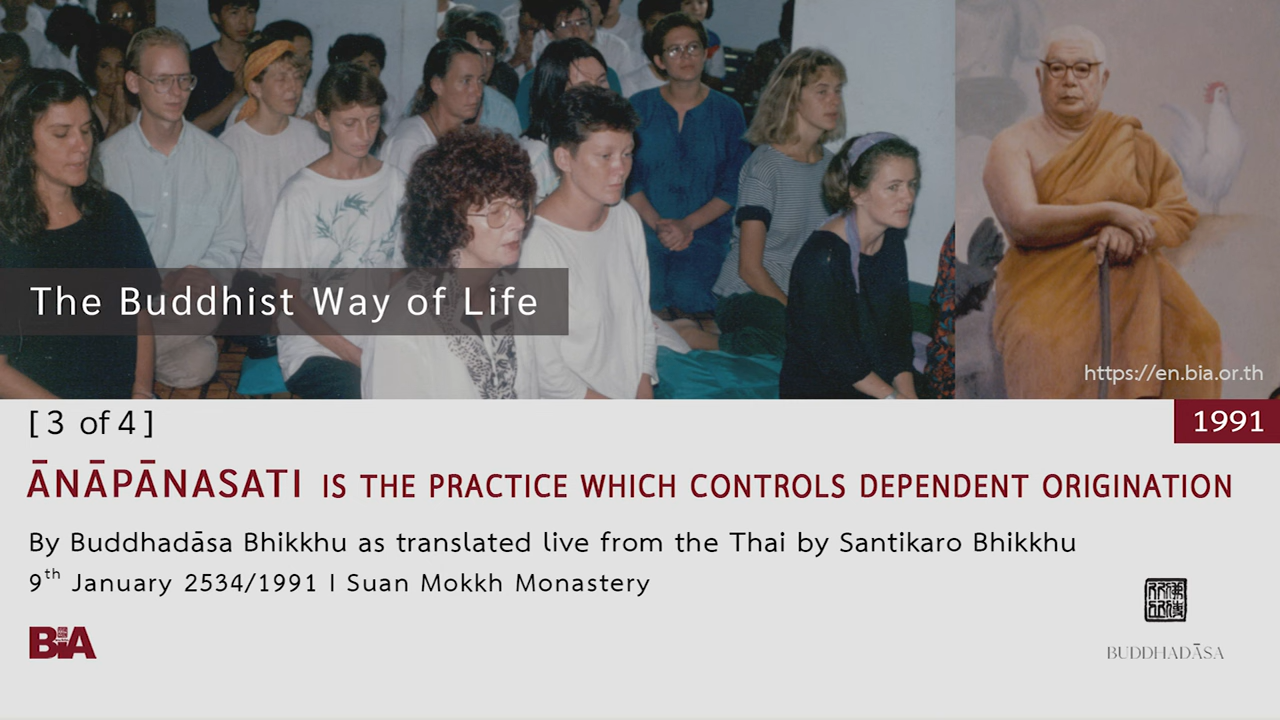 The Buddhist Way of Life
https://en.bia.or.th
[ 3 of 4 ]
1991
ĀNĀPĀNASATI IS THE PRACTICE WHICH CONTROLS DEPENDENT ORIGINATION
By Buddhadāsa Bhikkhu as translated live from the Thai by Santikaro Bhikkhu
9th January 2534/1991 I Suan Mokkh Monastery
BIA
BUDDHADĀSA